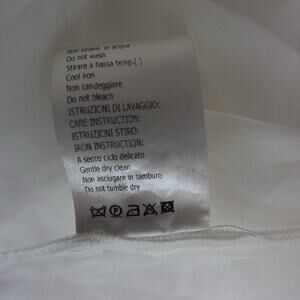 Non lavare in acqua
Do not wash
Stirare a bassa temp.(.)
Cool iron
Non candeggiare
Do not bleach
ISTRUZIONI DI LAVAGGIO:
CARE INSTRUCTION:
ISTRUZIONI STIRO:
IRON INSTRUCTION:
A secco ciclo delicato
Gentle dry clean
Non asciugare in tamburo
Do not tumble dry